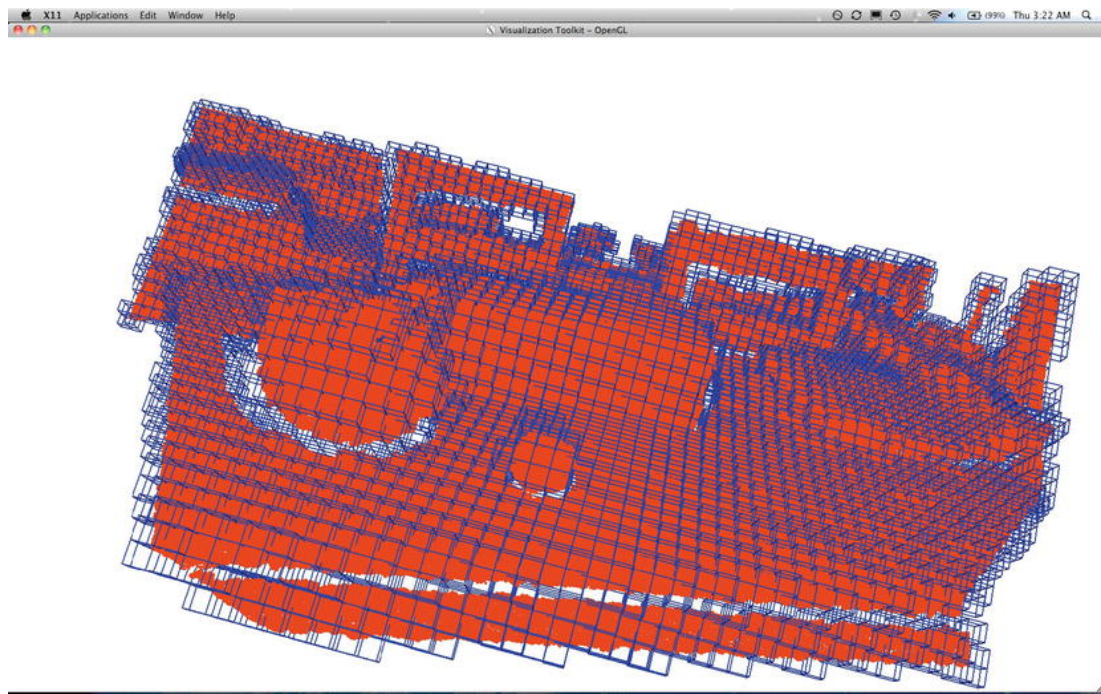 X11 Applications Edit Window Help (99%) Thu 3:22 AM
Visualization Toolkit – OpenGL